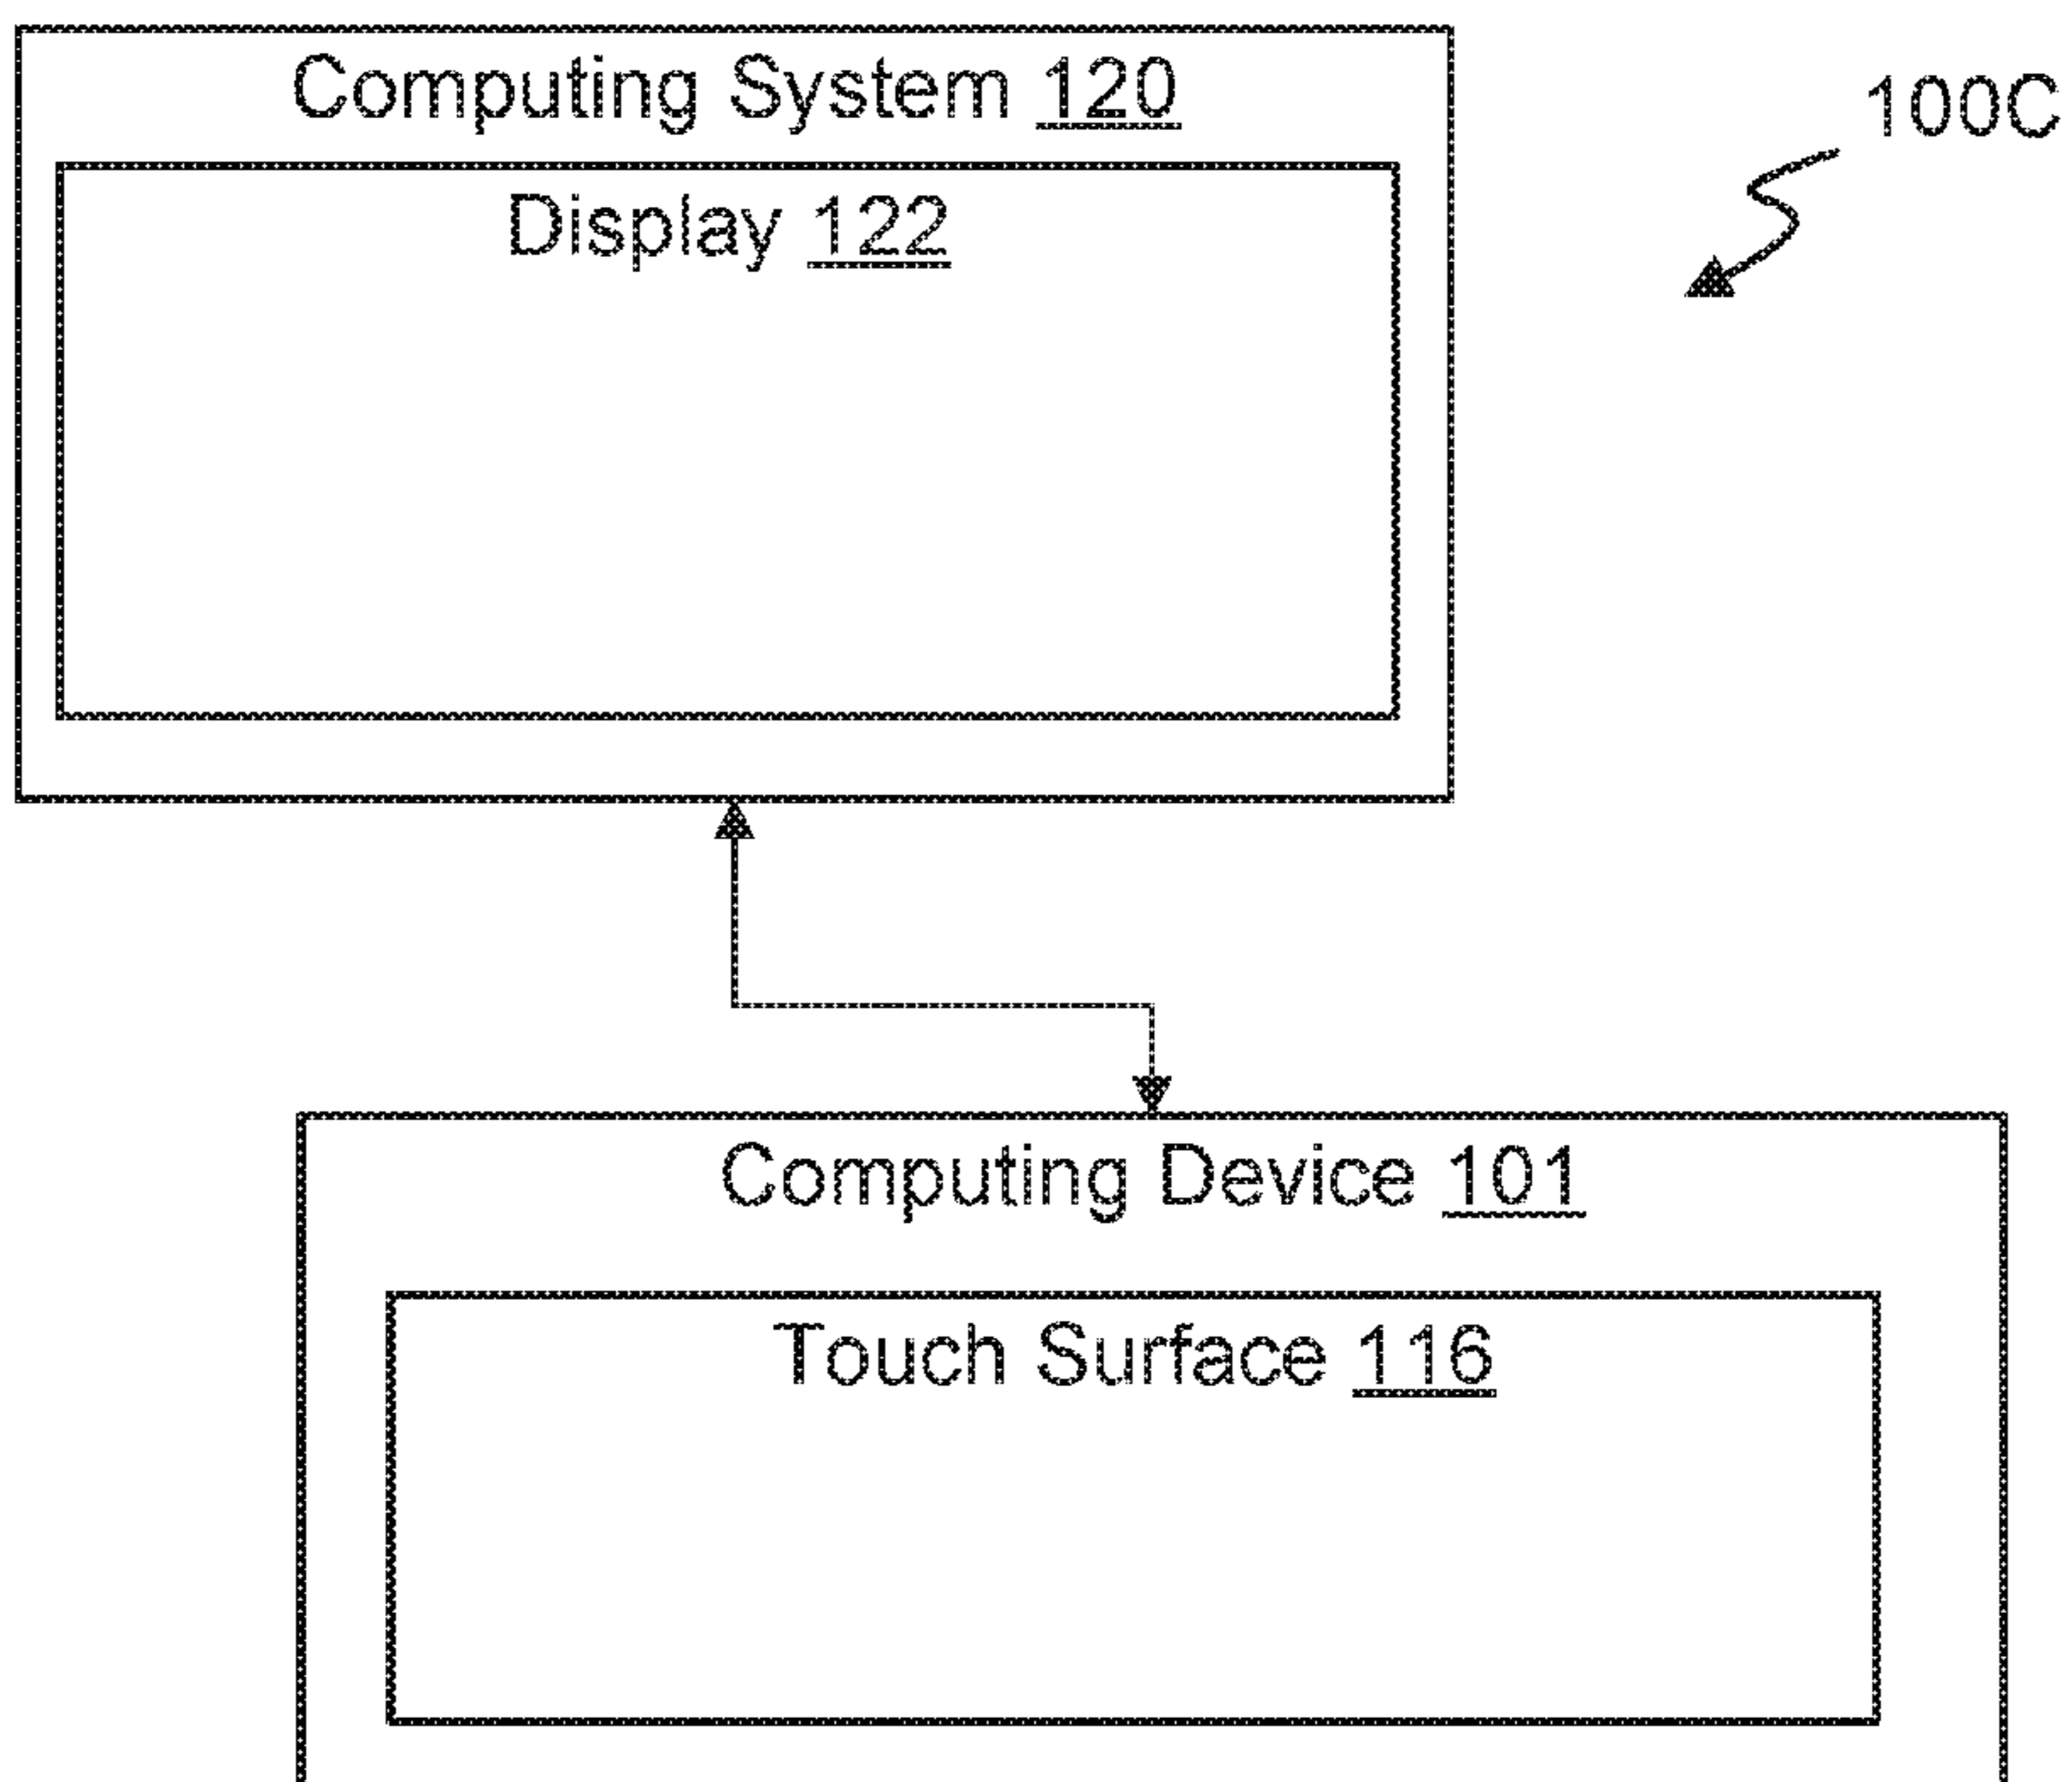 Computing System 120
100C
Display 122
Computing Device 101
Touch Surface 116